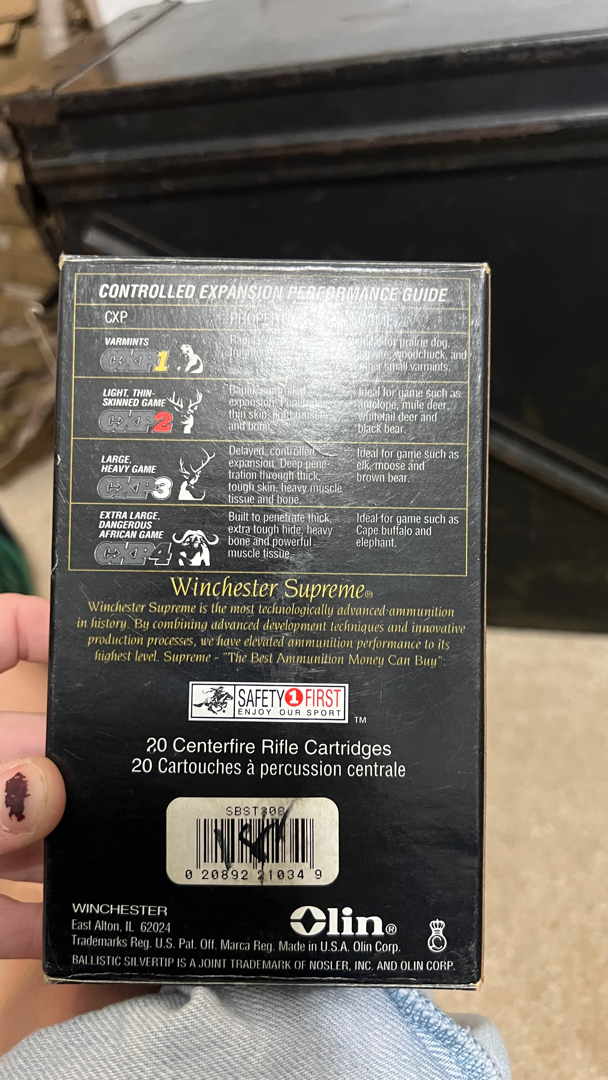 CONTROLLED EXPANSION PERFORMANCE GUIDE
CXP
VARMINTS
CXP1
prairie dog,
woodchuck, and
small varmints.
LIGHT, THIN-
SKINNED GAME
CXP2
expansion.
thin skin, light muscle
and bone.
Ideal for game such as
antelope, mule deer,
whitetail deer and
black bear.
LARGE,
HEAVY GAME
CXP3
Delayed, controlled
expansion. Deep pene-
tration through thick,
tough skin, heavy muscle
tissue and bone.
Ideal for game such as
elk, moose and
brown bear.
EXTRA LARGE,
DANGEROUS
AFRICAN GAME
CXP4
Built to penetrate thick,
extra tough hide, heavy
bone and powerful
muscle tissue.
Ideal for game such as
Cape buffalo and
elephant.
Winchester Supreme®
Winchester Supreme is the most technologically advanced ammunition
in history. By combining advanced development techniques and innovative
production processes, we have elevated ammunition performance to its
highest level. Supreme - "The Best Ammunition Money Can Buy".
SAFETY 1 FIRST
ENJOY OUR SPORT
TM
20 Centerfire Rifle Cartridges
20 Cartouches à percussion centrale
SBST308
0 20892 21034 9
WINCHESTER
East Alton, IL 62024
Olin®
Trademarks Reg. U.S. Pat. Off. Marca Reg. Made in U.S.A. Olin Corp.
BALLISTIC SILVERTIP IS A JOINT TRADEMARK OF NOSLER, INC. AND OLIN CORP.